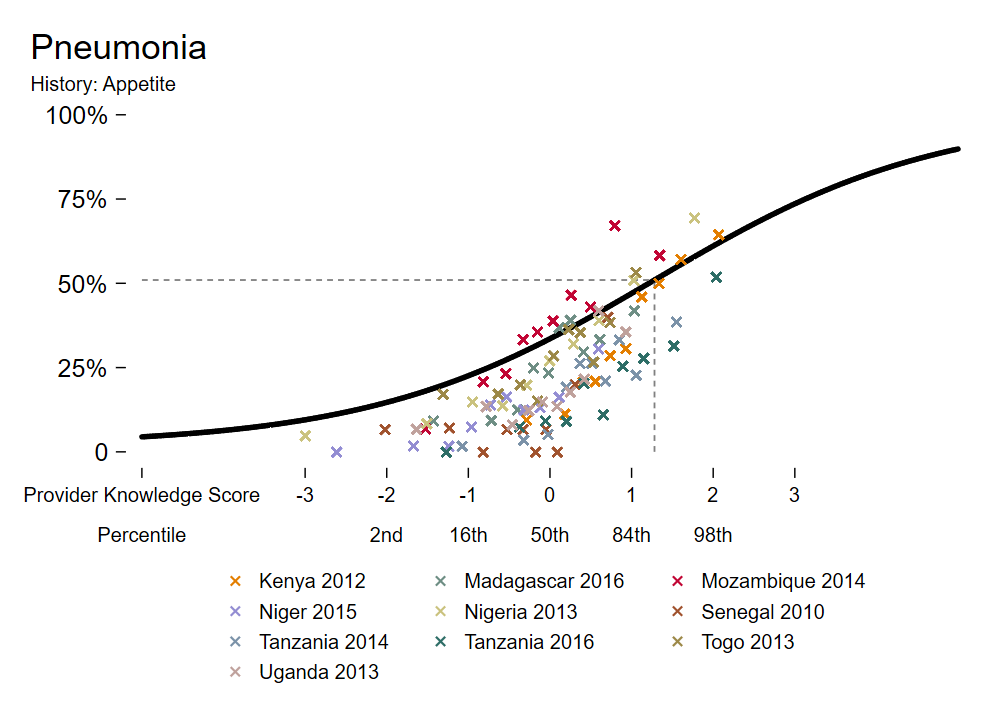 Pneumonia
History: Appetite
100%
75%
50%
25%
0
Provider Knowledge Score -3 -2 -1 0 1 2 3
Percentile 2nd 16th 50th 84th 98th
Kenya 2012 Madagascar 2016 Mozambique 2014
Niger 2015 Nigeria 2013 Senegal 2010
Tanzania 2014 Tanzania 2016 Togo 2013
Uganda 2013